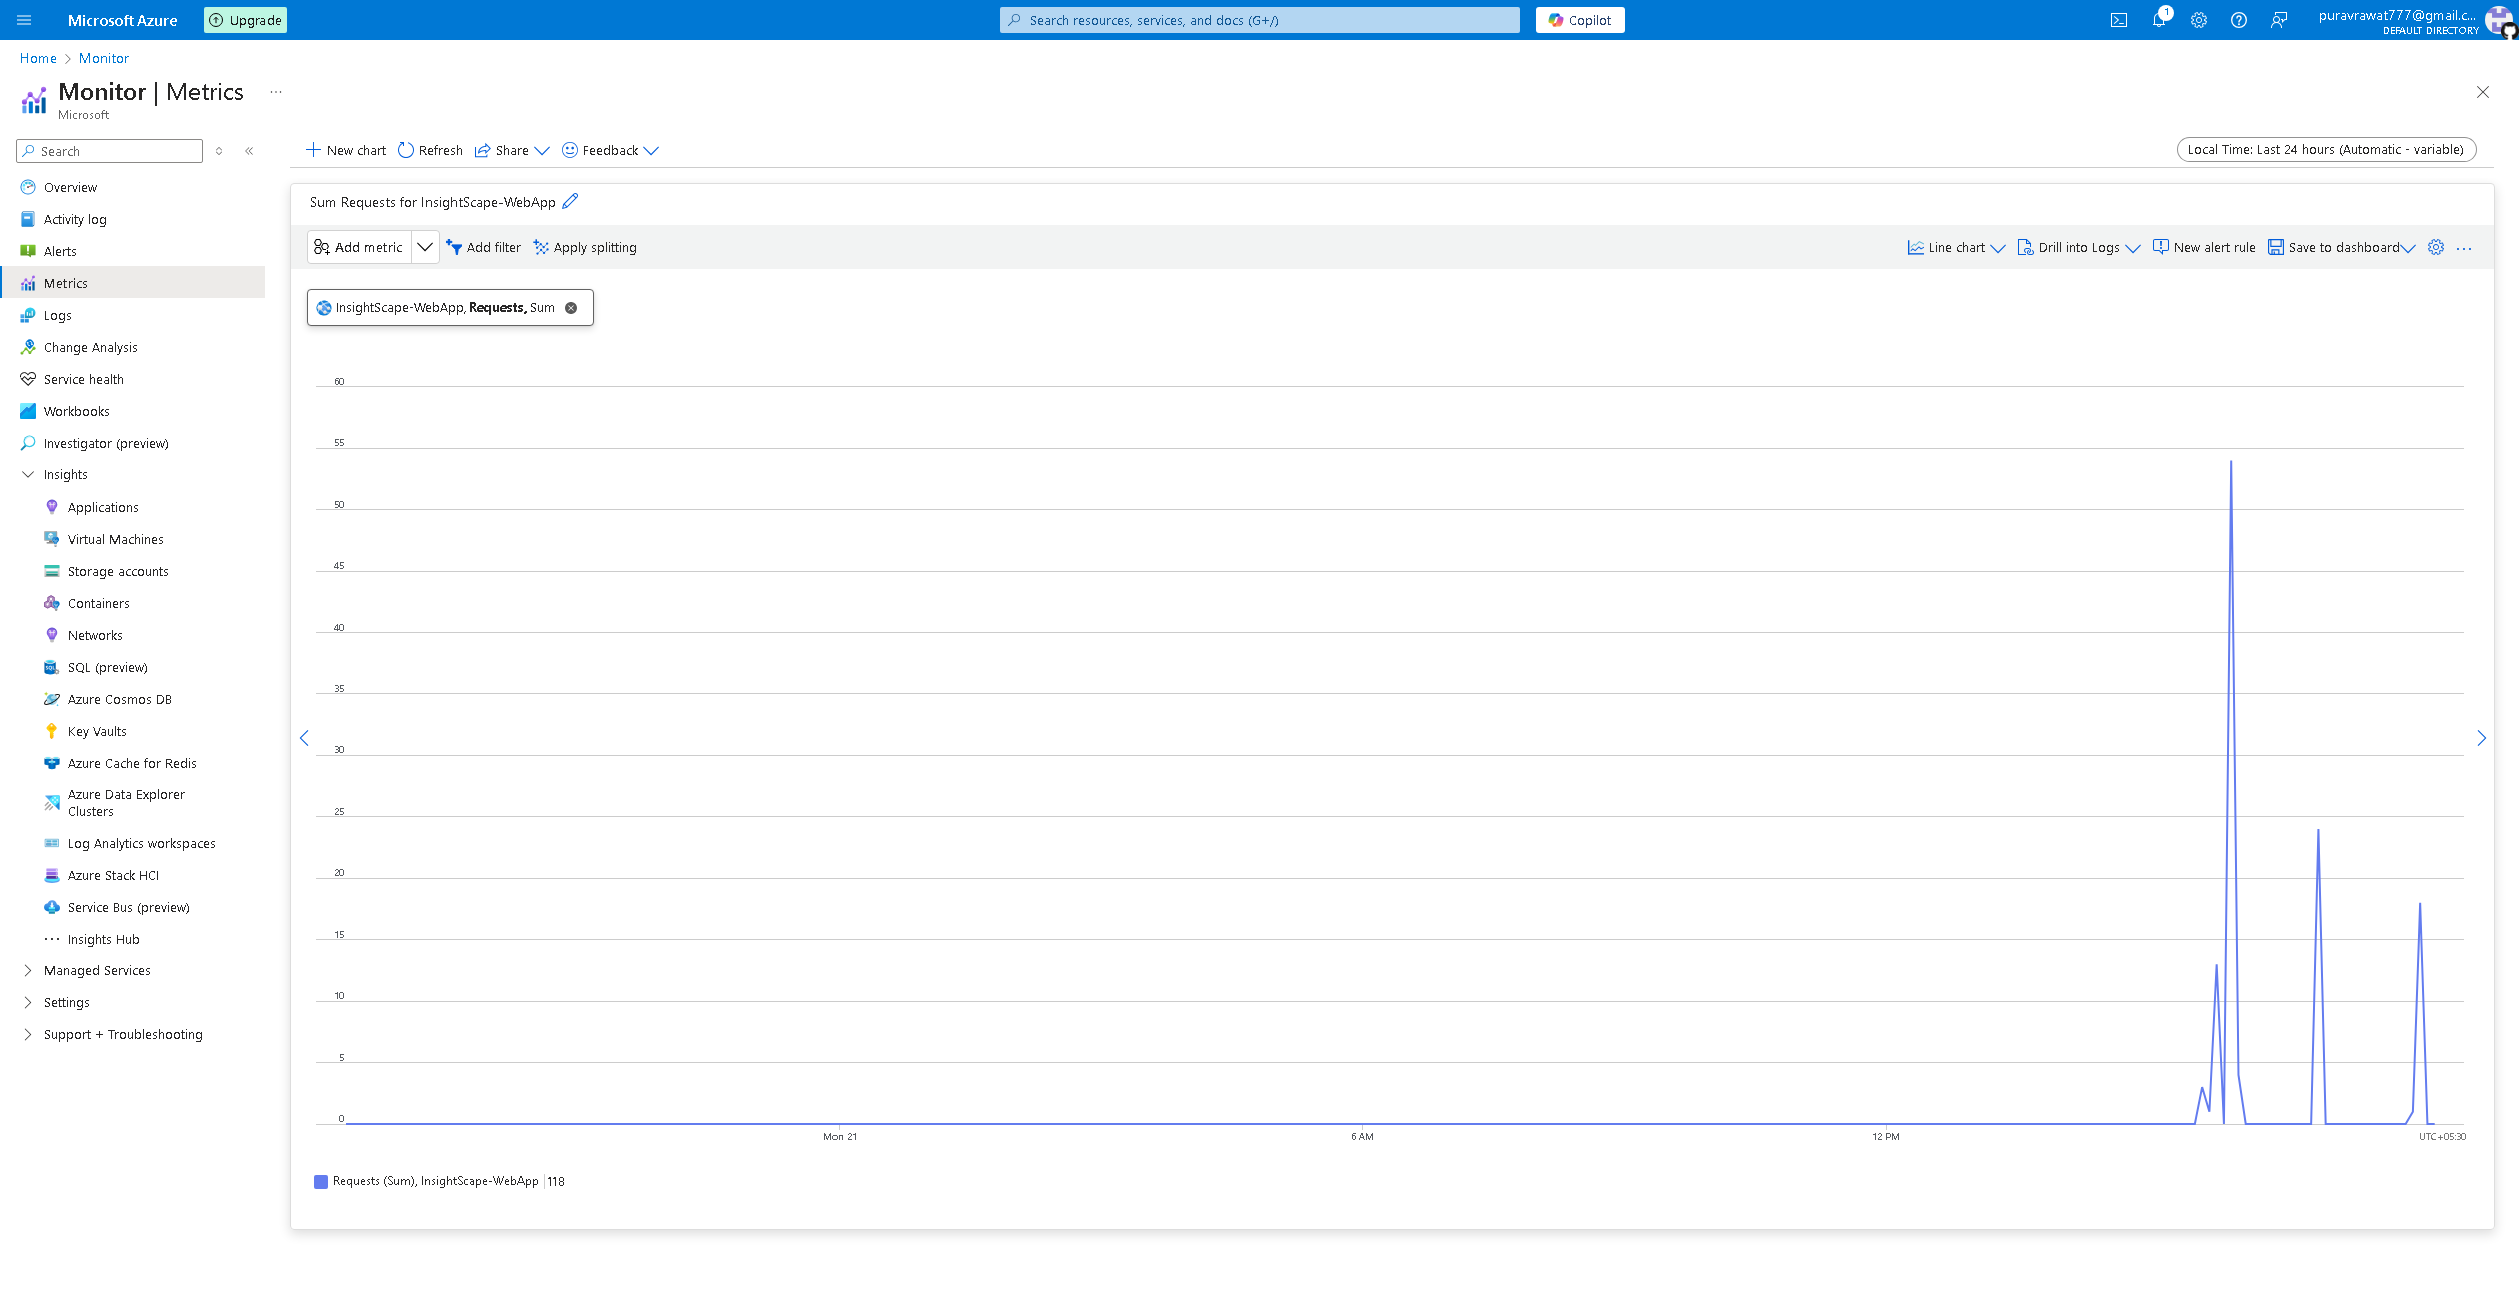 Microsoft Azure
Upgrade
Search resources, services, and docs (G+/)
Copilot
1
puravrawat777@gmail.c...
DEFAULT DIRECTORY
Home > Monitor
Monitor | Metrics ...
Microsoft
Search
New chart Refresh Share Feedback
Local Time: Last 24 hours (Automatic - variable)
Overview
Activity log
Alerts
Metrics
Logs
Change Analysis
Service health
Workbooks
Investigator (preview)
Insights
Applications
Virtual Machines
Storage accounts
Containers
Networks
SQL (preview)
Azure Cosmos DB
Key Vaults
Azure Cache for Redis
Azure Data Explorer
Clusters
Log Analytics workspaces
Azure Stack HCI
Service Bus (preview)
Insights Hub
Managed Services
Settings
Support + Troubleshooting
Sum Requests for InsightScape-WebApp
Add metric Add filter Apply splitting
Line chart Drill into Logs New alert rule Save to dashboard ...
InsightScape-WebApp, Requests, Sum
60
55
50
45
40
35
30
25
20
15
10
5
0
Mon 21 6 AM 12 PM UTC+05:30
Requests (Sum), InsightScape-WebApp | 118